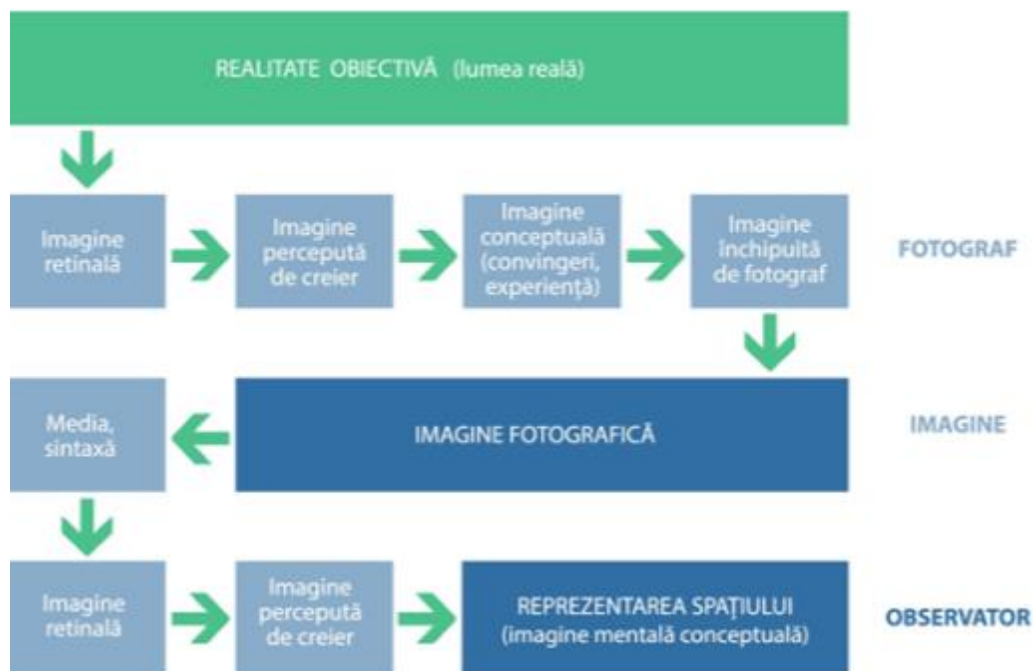 REALITATE OBIECTIVĂ (lumea reală)
Imagine
retinală
Imagine
percepută
de creier
Imagine
conceptuală
(convingeri,
experiență)
Imagine
închipuită
de fotograf
FOTOGRAF
Media,
sintaxă
IMAGINE FOTOGRAFICĂ
IMAGINE
Imagine
retinală
Imagine
percepută
de creier
REPREZENTAREA SPAȚIULUI
(imagine mentală conceptuală)
OBSERVATOR